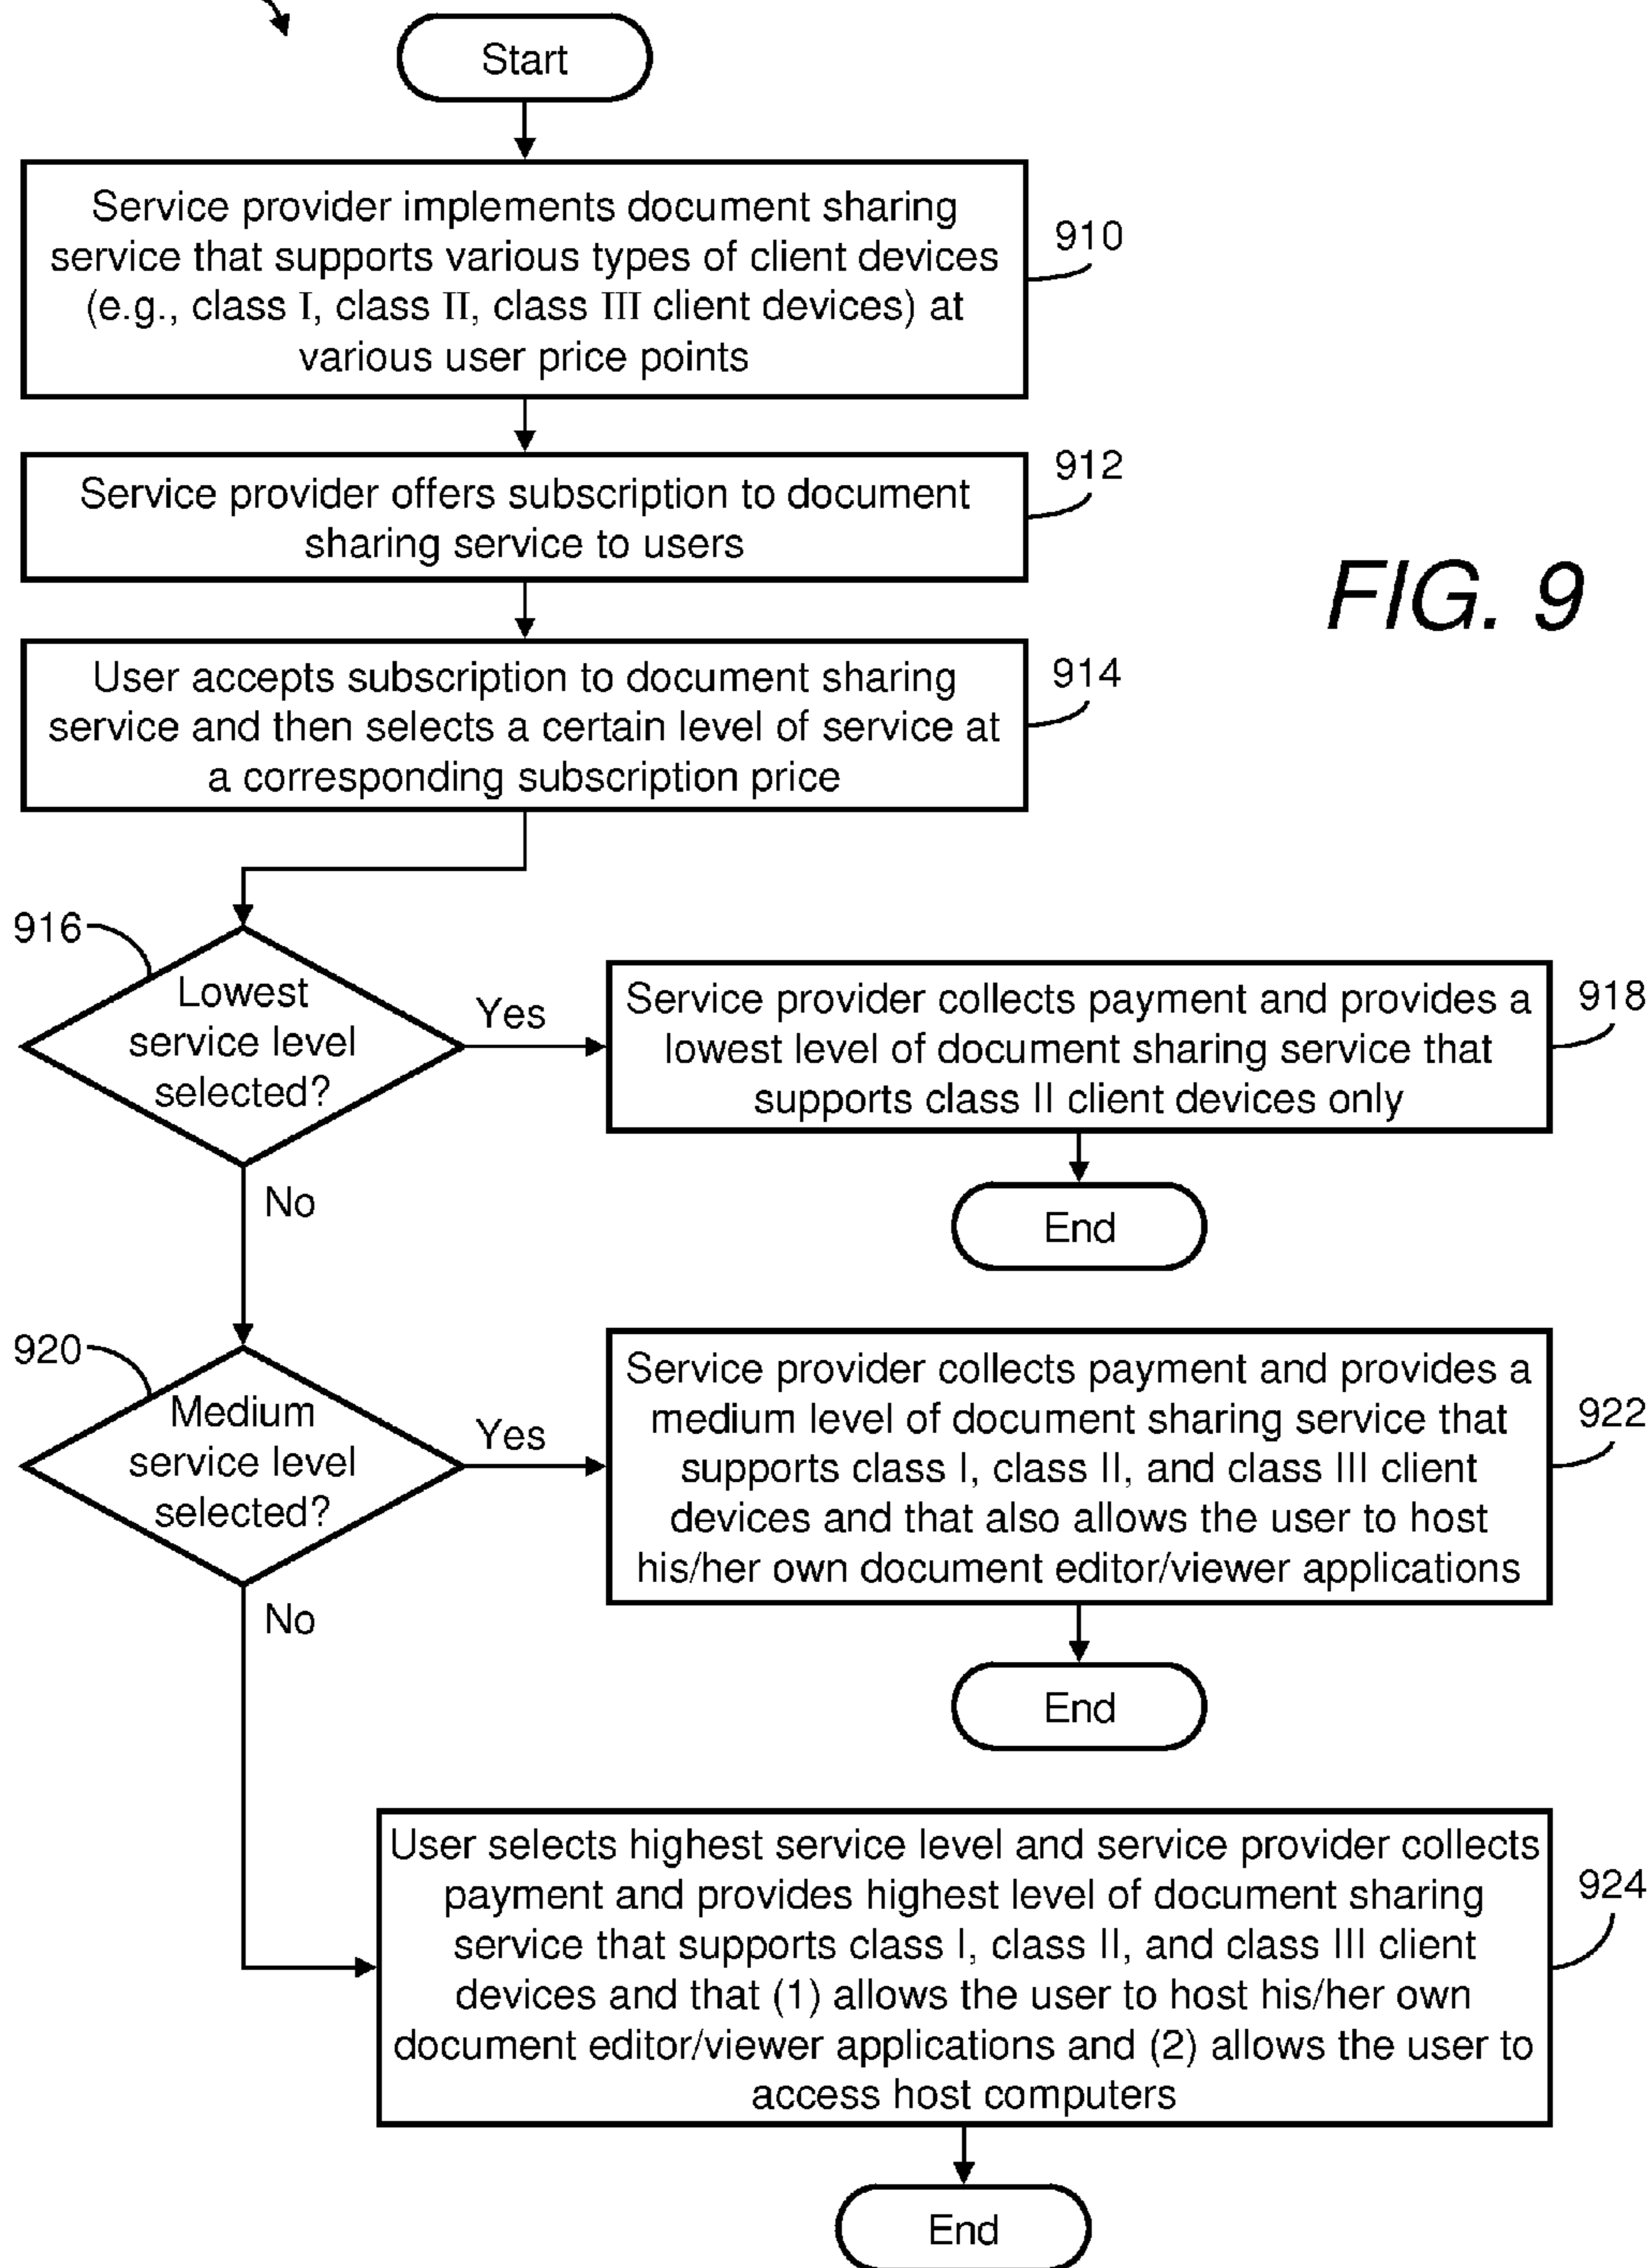 Start
Service provider implements document sharing
service that supports various types of client devices
(e.g., class I, class II, class III client devices) at
various user price points
910
Service provider offers subscription to document
sharing service to users
912
FIG. 9
User accepts subscription to document sharing
service and then selects a certain level of service at
a corresponding subscription price
914
916
Lowest
service level
selected?
Yes
Service provider collects payment and provides a
lowest level of document sharing service that
supports class II client devices only
918
End
No
920
Medium
service level
selected?
Yes
Service provider collects payment and provides a
medium level of document sharing service that
supports class I, class II, and class III client
devices and that also allows the user to host
his/her own document editor/viewer applications
922
End
No
User selects highest service level and service provider collects
payment and provides highest level of document sharing
service that supports class I, class II, and class III client
devices and that (1) allows the user to host his/her own
document editor/viewer applications and (2) allows the user to
access host computers
924
End